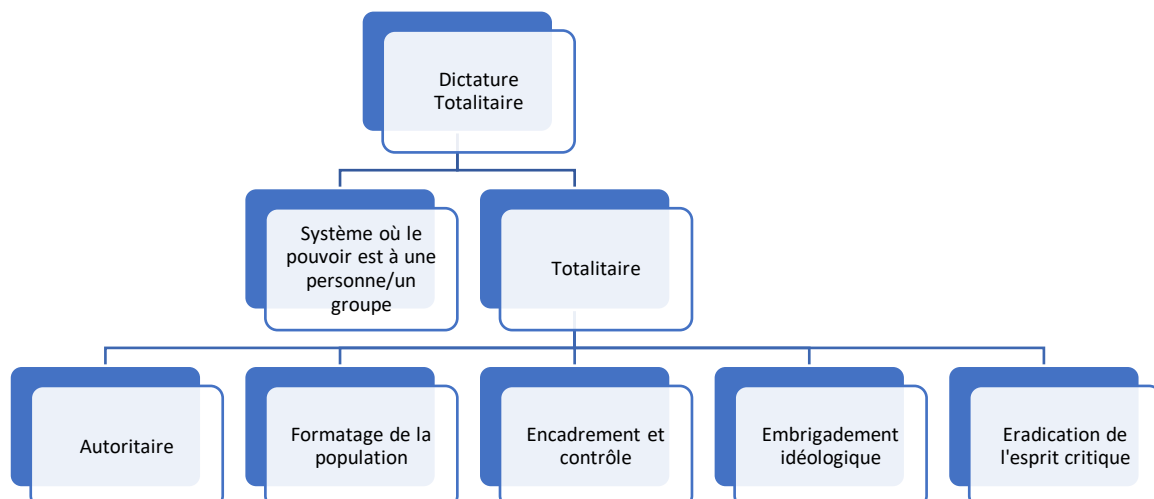 Dictature
Totalitaire
Système où le
pouvoir est à une
personne/un
groupe
Totalitaire
Autoritaire
Formatage de la
population
Encadrement et
contrôle
Embrigadement
idéologique
Eradication de
l'esprit critique